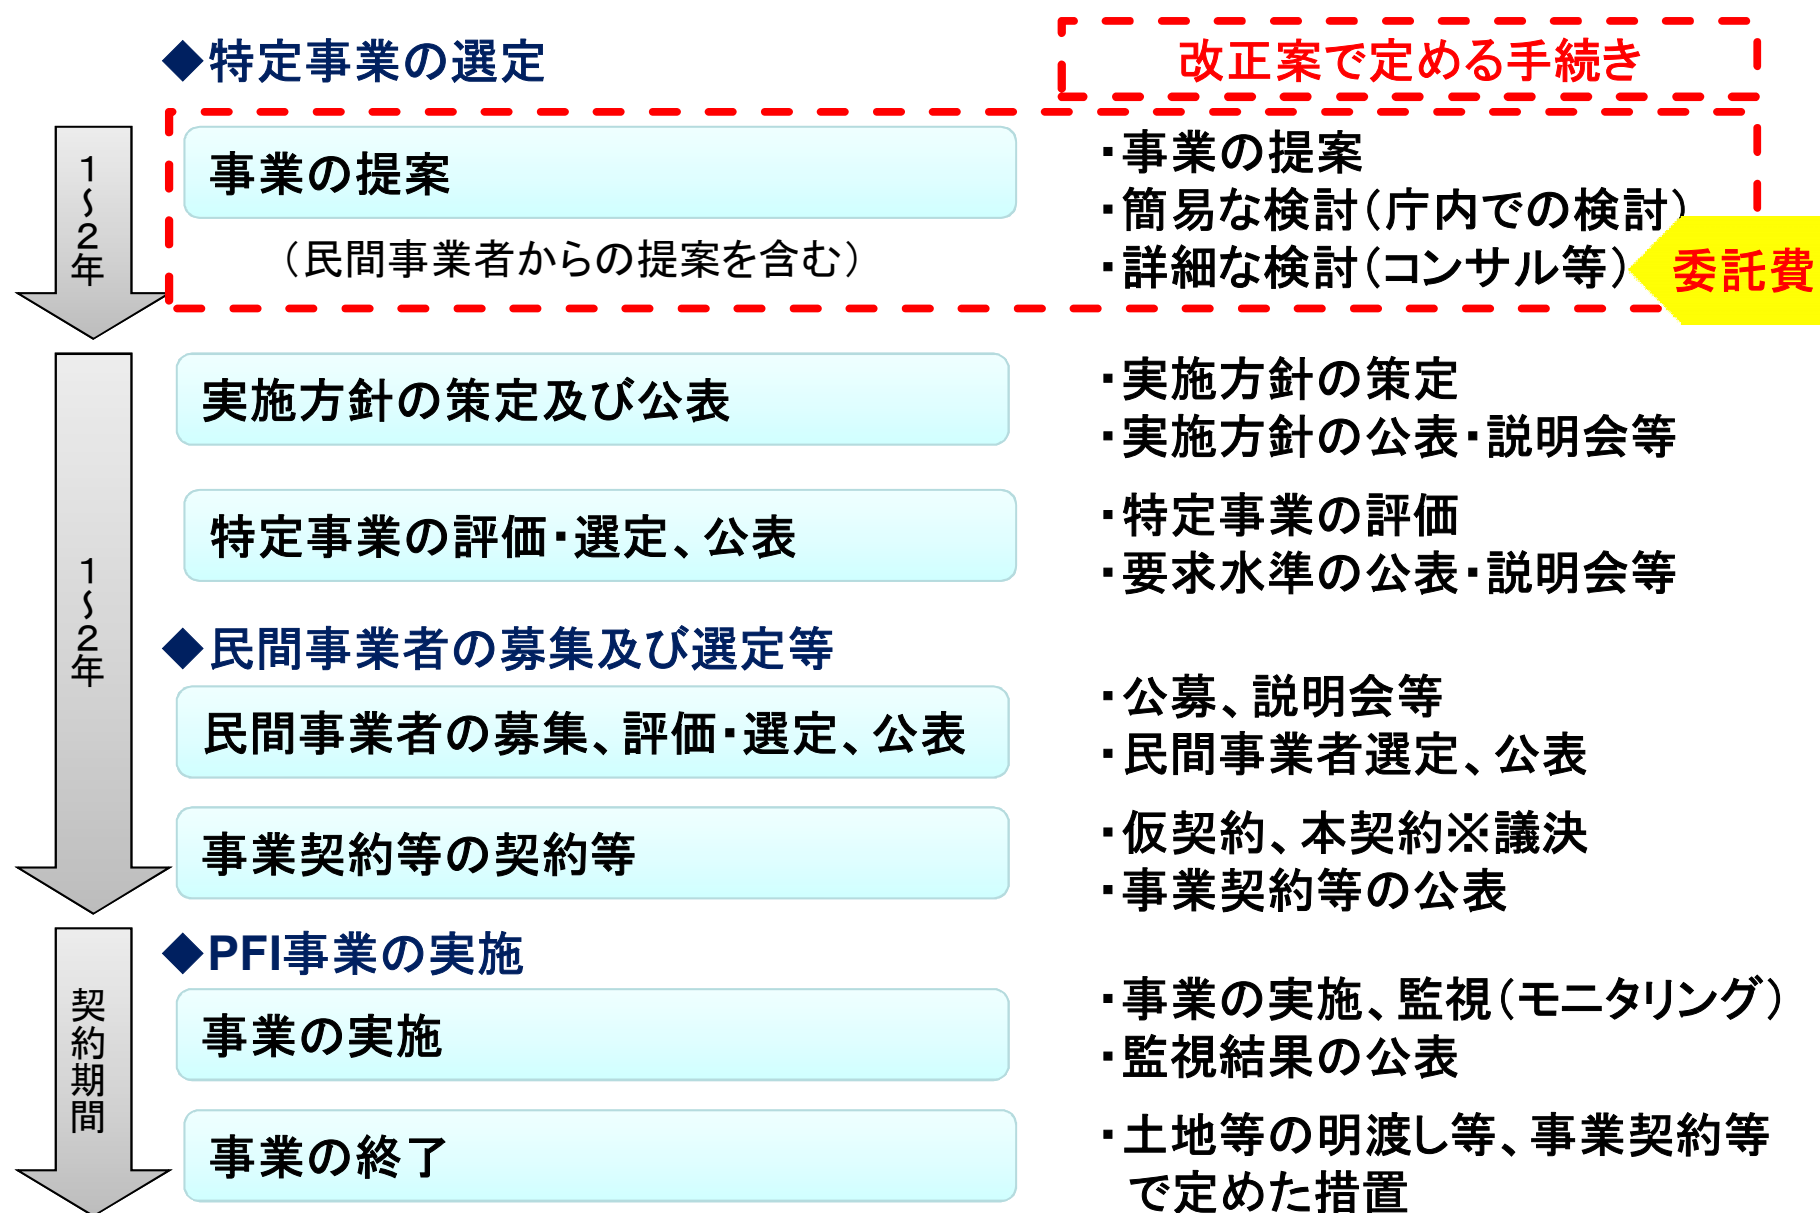 ◆特定事業の選定
改正案で定める手続き
1～2年
事業の提案
（民間事業者からの提案を含む）
・事業の提案
・簡易な検討（庁内での検討）
・詳細な検討（コンサル等）
委託費
1～2年
実施方針の策定及び公表
・実施方針の策定
・実施方針の公表・説明会等
特定事業の評価・選定、公表
・特定事業の評価
・要求水準の公表・説明会等
◆民間事業者の募集及び選定等
民間事業者の募集、評価・選定、公表
・公募、説明会等
・民間事業者選定、公表
事業契約等の契約等
・仮契約、本契約※議決
・事業契約等の公表
契約期間
◆PFI事業の実施
事業の実施
・事業の実施、監視（モニタリング）
・監視結果の公表
事業の終了
・土地等の明渡し等、事業契約等
で定めた措置